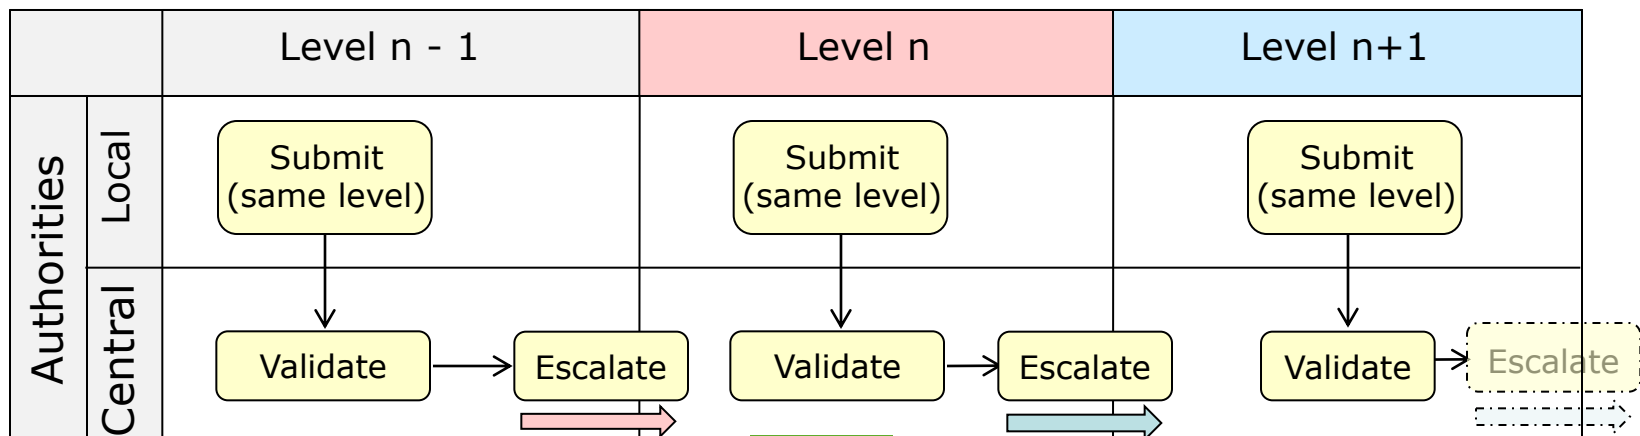 Level n - 1
Level n
Level n+1
Authorities
Local
Submit
(same level)
Submit
(same level)
Submit
(same level)
Central
Validate
Escalate
Validate
Escalate
Validate
Escalate